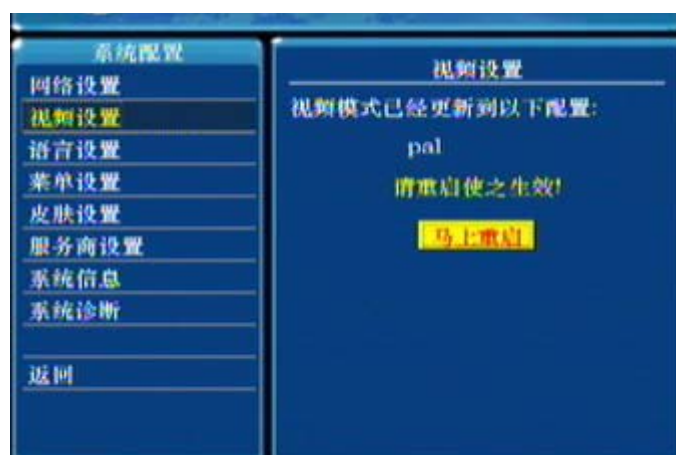 系统配置
网络设置
视频设置
语言设置
菜单设置
皮肤设置
服务商设置
系统信息
系统诊断
返回
视频设置
视频模式已经更新到以下配置:
pal
请重启使之生效!
马上重启